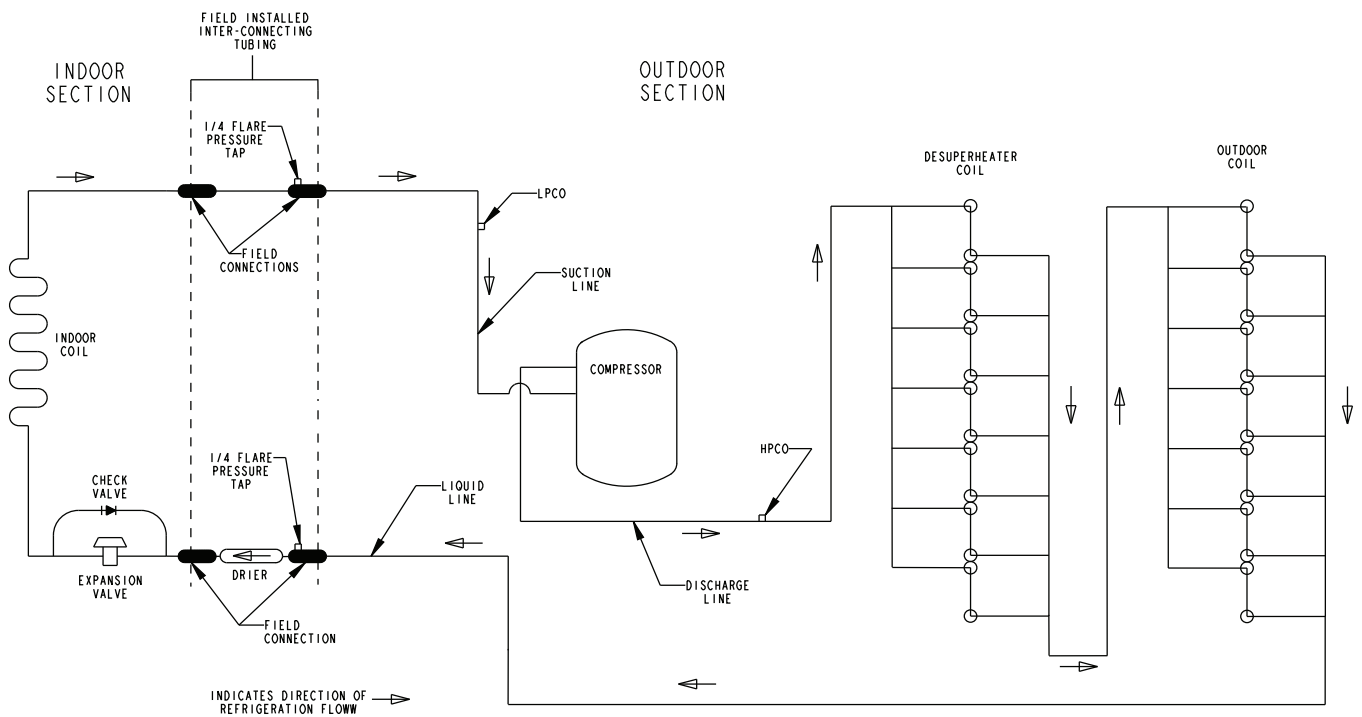 FIELD INSTALLED
INTER-CONNECTING
TUBING
INDOOR
SECTION
OUTDOOR
SECTION
1/4 FLARE
PRESSURE
TAP
DESUPERHEATER
COIL
OUTDOOR
COIL
LPCO
FIELD
CONNECTIONS
SUCTION
LINE
INDOOR
COIL
COMPRESSOR
1/4 FLARE
PRESSURE
TAP
HPCO
CHECK
VALVE
LIQUID
LINE
EXPANSION
VALVE
DRIER
DISCHARGE
LINE
FIELD
CONNECTION
INDICATES DIRECTION OF
REFRIGERATION FLOWW